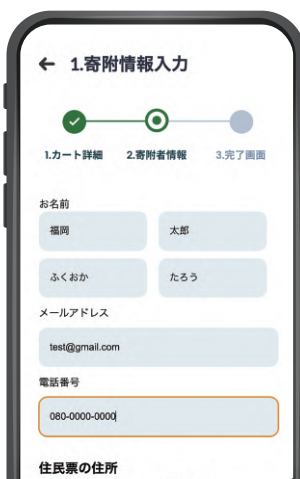 ← 1.寄附情報入力
1.カート詳細 2.寄附者情報 3.完了画面
お名前
福岡 太郎
ふくおか たろう
メールアドレス
test@gmail.com
電話番号
080-0000-0000
住民票の住所